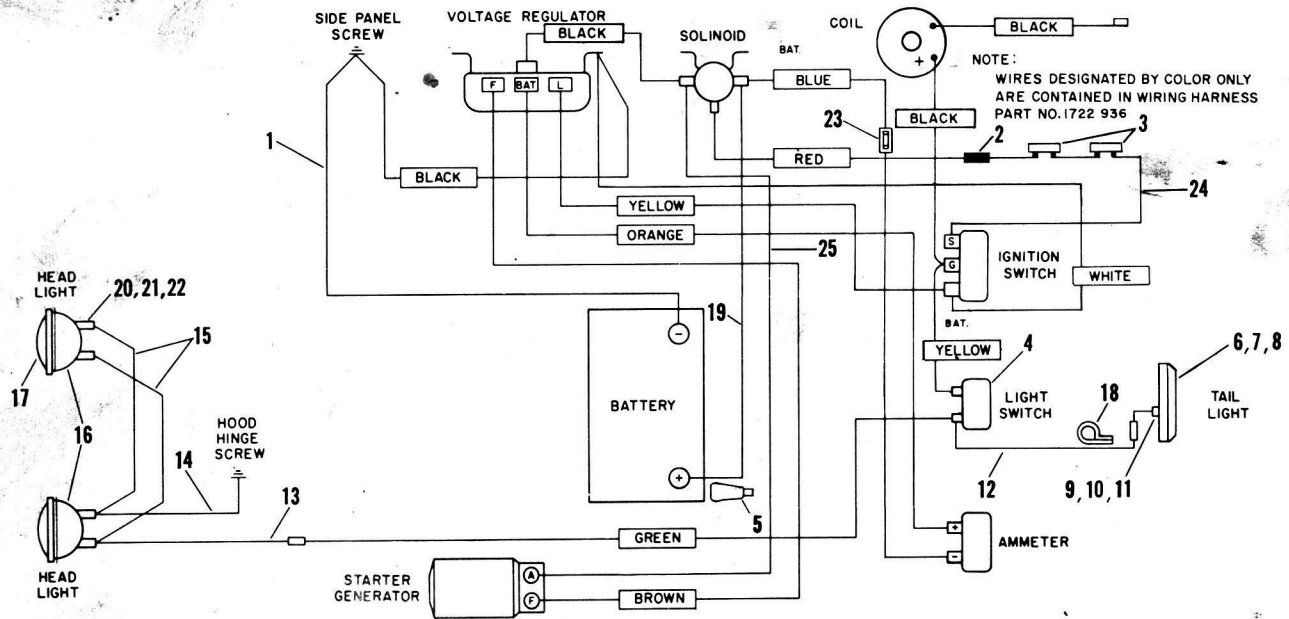 SIDE PANEL
SCREW
VOLTAGE REGULATOR
BLACK
SOLINOID
BAT.
COIL
BLACK
+
NOTE:
WIRES DESIGNATED BY COLOR ONLY
ARE CONTAINED IN WIRING HARNESS
PART NO. 1722 936
F
BAT
L
BLUE
23
BLACK
2
3
1
RED
BLACK
24
YELLOW
S
ORANGE
25
G
IGNITION
SWITCH
WHITE
HEAD
LIGHT
20, 21, 22
19
BAT.
15
−
YELLOW
4
6, 7, 8
17
BATTERY
LIGHT
SWITCH
18
TAIL
LIGHT
16
HOOD
HINGE
SCREW
14
+
12
9, 10, 11
13
5
GREEN
+
−
AMMETER
HEAD
LIGHT
STARTER
GENERATOR
A
F
BROWN